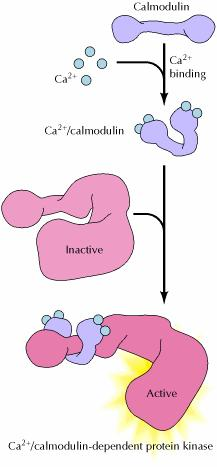 Calmodulin
Ca²⁺
Ca²⁺
binding
Ca²⁺/calmodulin
Inactive
Active
Ca²⁺/calmodulin-dependent protein kinase